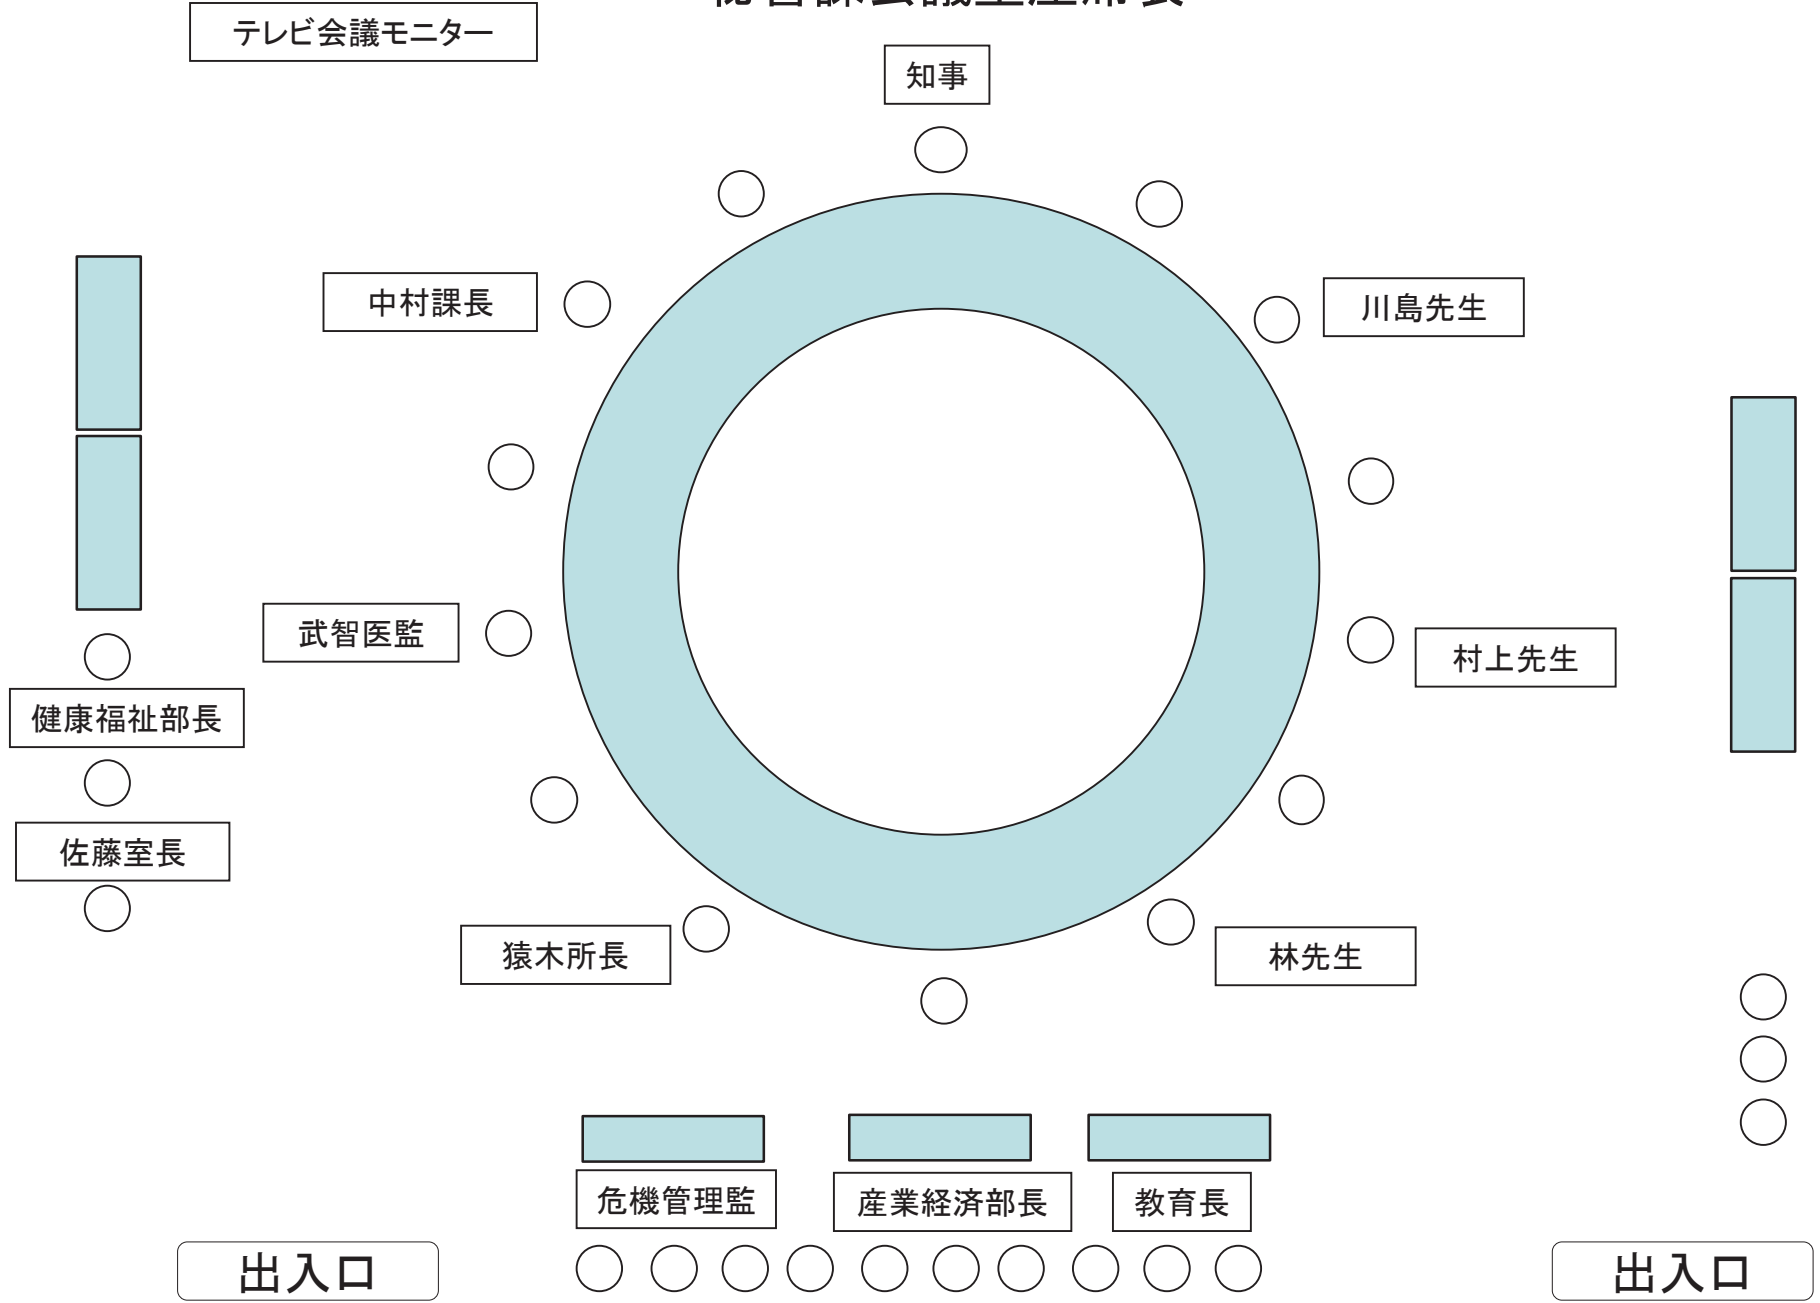 テレビ会議モニター
知事
中村課長
川島先生
武智医監
村上先生
健康福祉部長
佐藤室長
猿木所長
林先生
危機管理監
産業経済部長
教育長
出入口
出入口